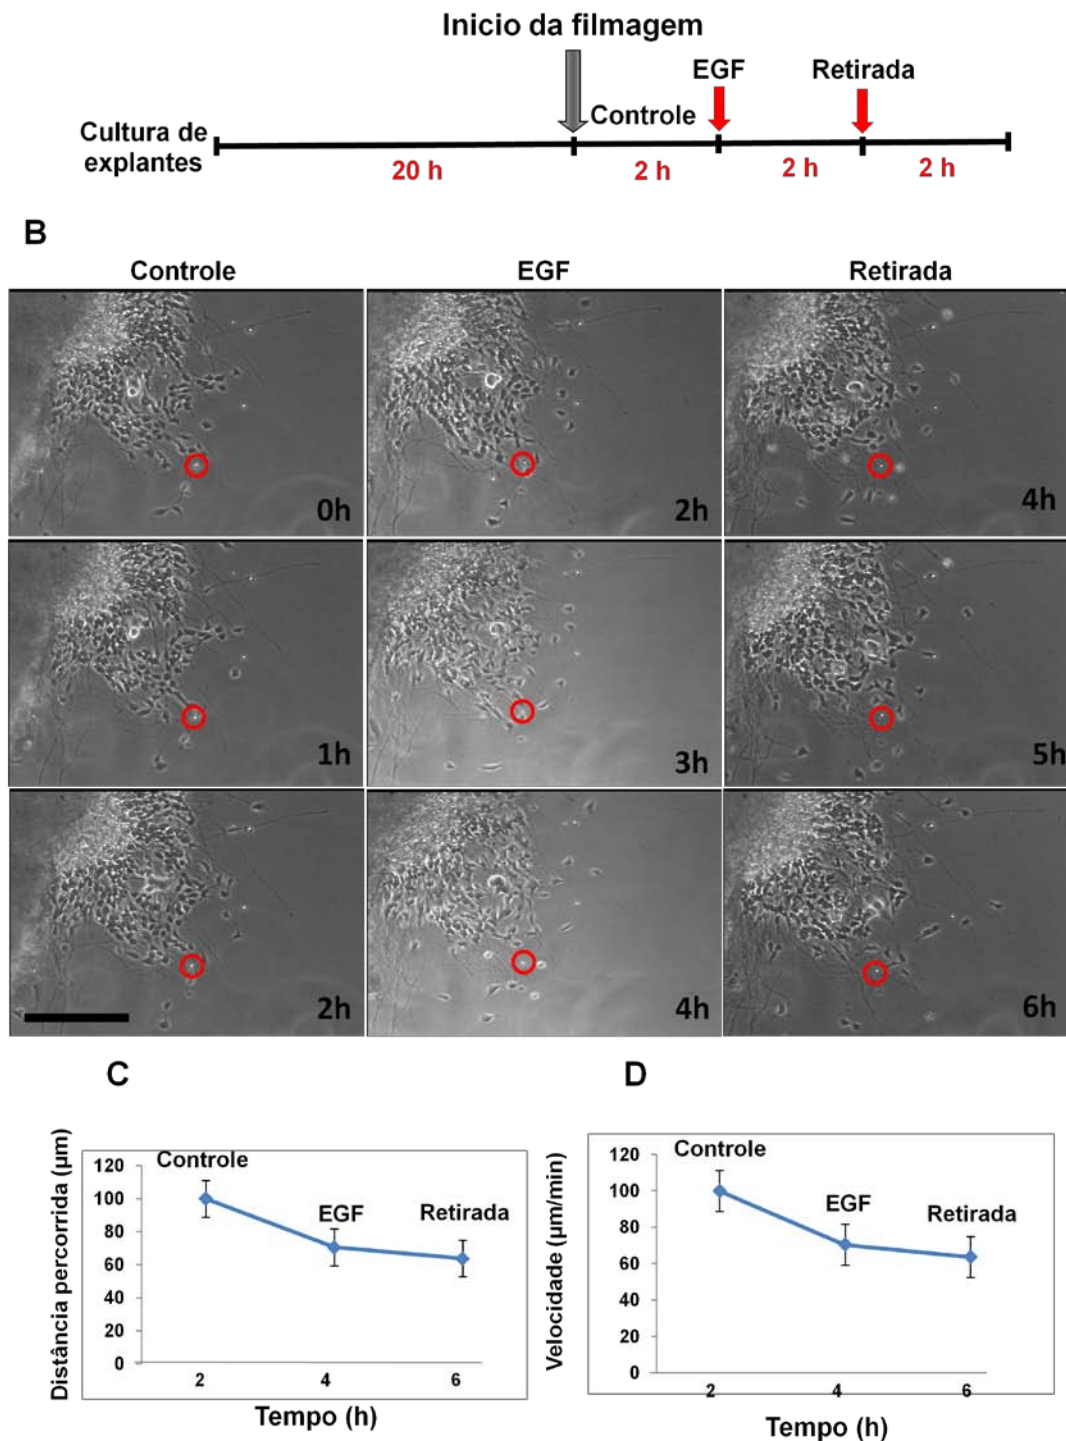 Inicio da filmagem
EGF
Retirada
Controle
Cultura de
explantes
20 h
2 h
2 h
2 h
B
Controle
EGF
Retirada
0h
2h
4h
1h
3h
5h
2h
4h
6h
C
D
Distância percorrida (µm)
120
100
80
60
40
20
0
Controle
EGF
Retirada
2
4
6
Tempo (h)
Velocidade (µm/min)
120
100
80
60
40
20
0
Controle
EGF
Retirada
2
4
6
Tempo (h)